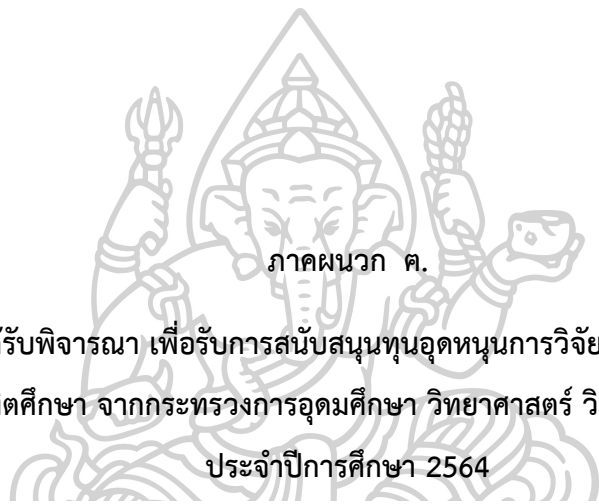 ภาคผนวก ฅ.
รับพิจารณา เพื่อรับการสนับสนุนทุนอุดหนุนการวิจัย
ศึกษา จากกระทรวงการอุดมศึกษา วิทยาศาสตร์
ประจำปีการศึกษา 2564